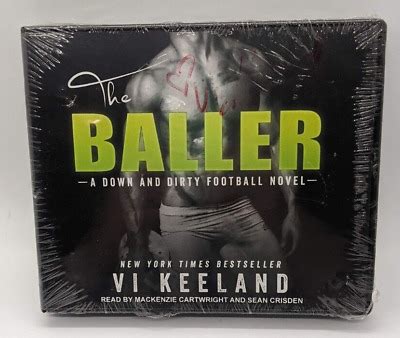 The
BALLER
—A DOWN AND DIRTY FOOTBALL NOVEL—
NEW YORK TIMES BESTSELLER
VI KEELAND
READ BY MACKENZIE CARTWRIGHT AND SEAN CRISDEN